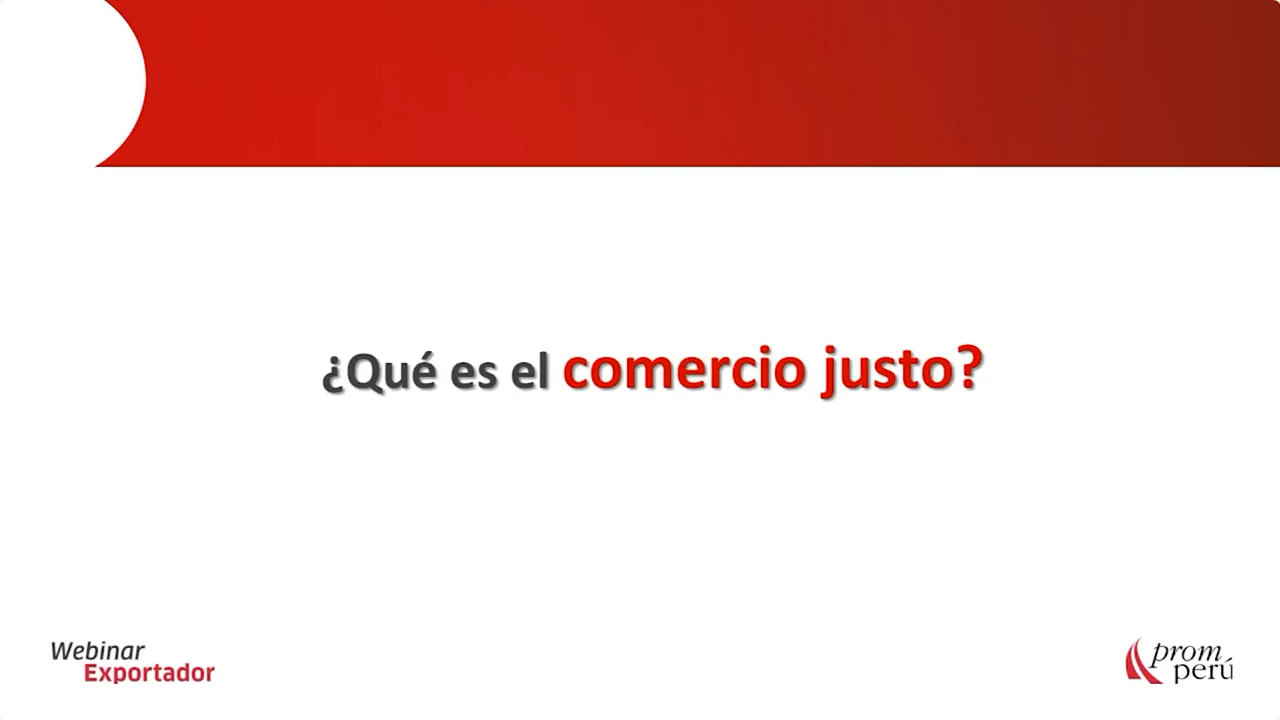 ¿Qué es el comercio justo?
Webinar
Exportador
prom
perú